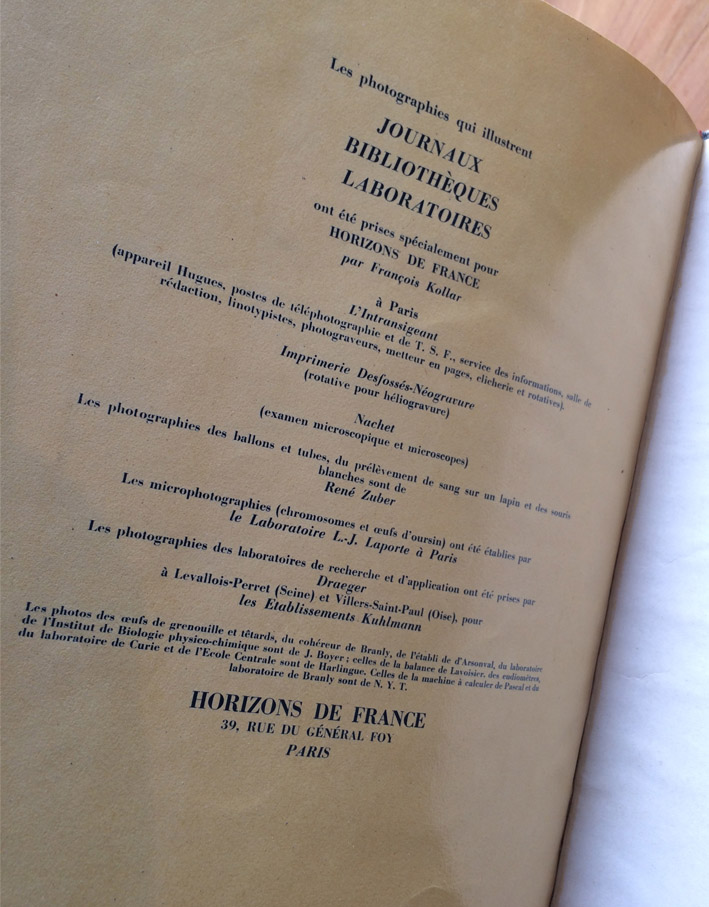 Les photographies qui illustrent
JOURNAUX
BIBLIOTHÈQUES
LABORATOIRES
ont été prises spécialement pour
HORIZONS DE FRANCE
par François Kollar
à Paris
L'Intransigeant
(appareil Hugues, postes de téléphotographie et de T. S. F., service des informations, salle de
rédaction, linotypistes, photograveurs, metteur en pages, clicherie et rotatives).
Imprimerie Desfossés-Néogravure
(rotative pour héliogravure)
Nachet
(examen microscopique et microscopes)
Les photographies des ballons et tubes, du prélèvement de sang sur un lapin et des souris
blanches sont de
René Zuber
Les microphotographies (chromosomes et œufs d'oursin) ont été établies par
le Laboratoire L.-J. Laporte à Paris
Les photographies des laboratoires de recherche et d'application ont été prises par
Draeger
à Levallois-Perret (Seine) et Villers-Saint-Paul (Oise), pour
les Etablissements Kuhlmann
Les photos des œufs de grenouille et têtards, du cohéreur de Branly, de l'établi de d'Arsonval, du laboratoire
de l'Institut de Biologie physico-chimique sont de J. Boyer ; celles de la balance de Lavoisier, des eudiomètres,
du laboratoire de Curie et de l'Ecole Centrale sont de Harlingue. Celles de la machine à calculer de Pascal et du
laboratoire de Branly sont de N. Y. T.
HORIZONS DE FRANCE
39, RUE DU GÉNÉRAL FOY
PARIS